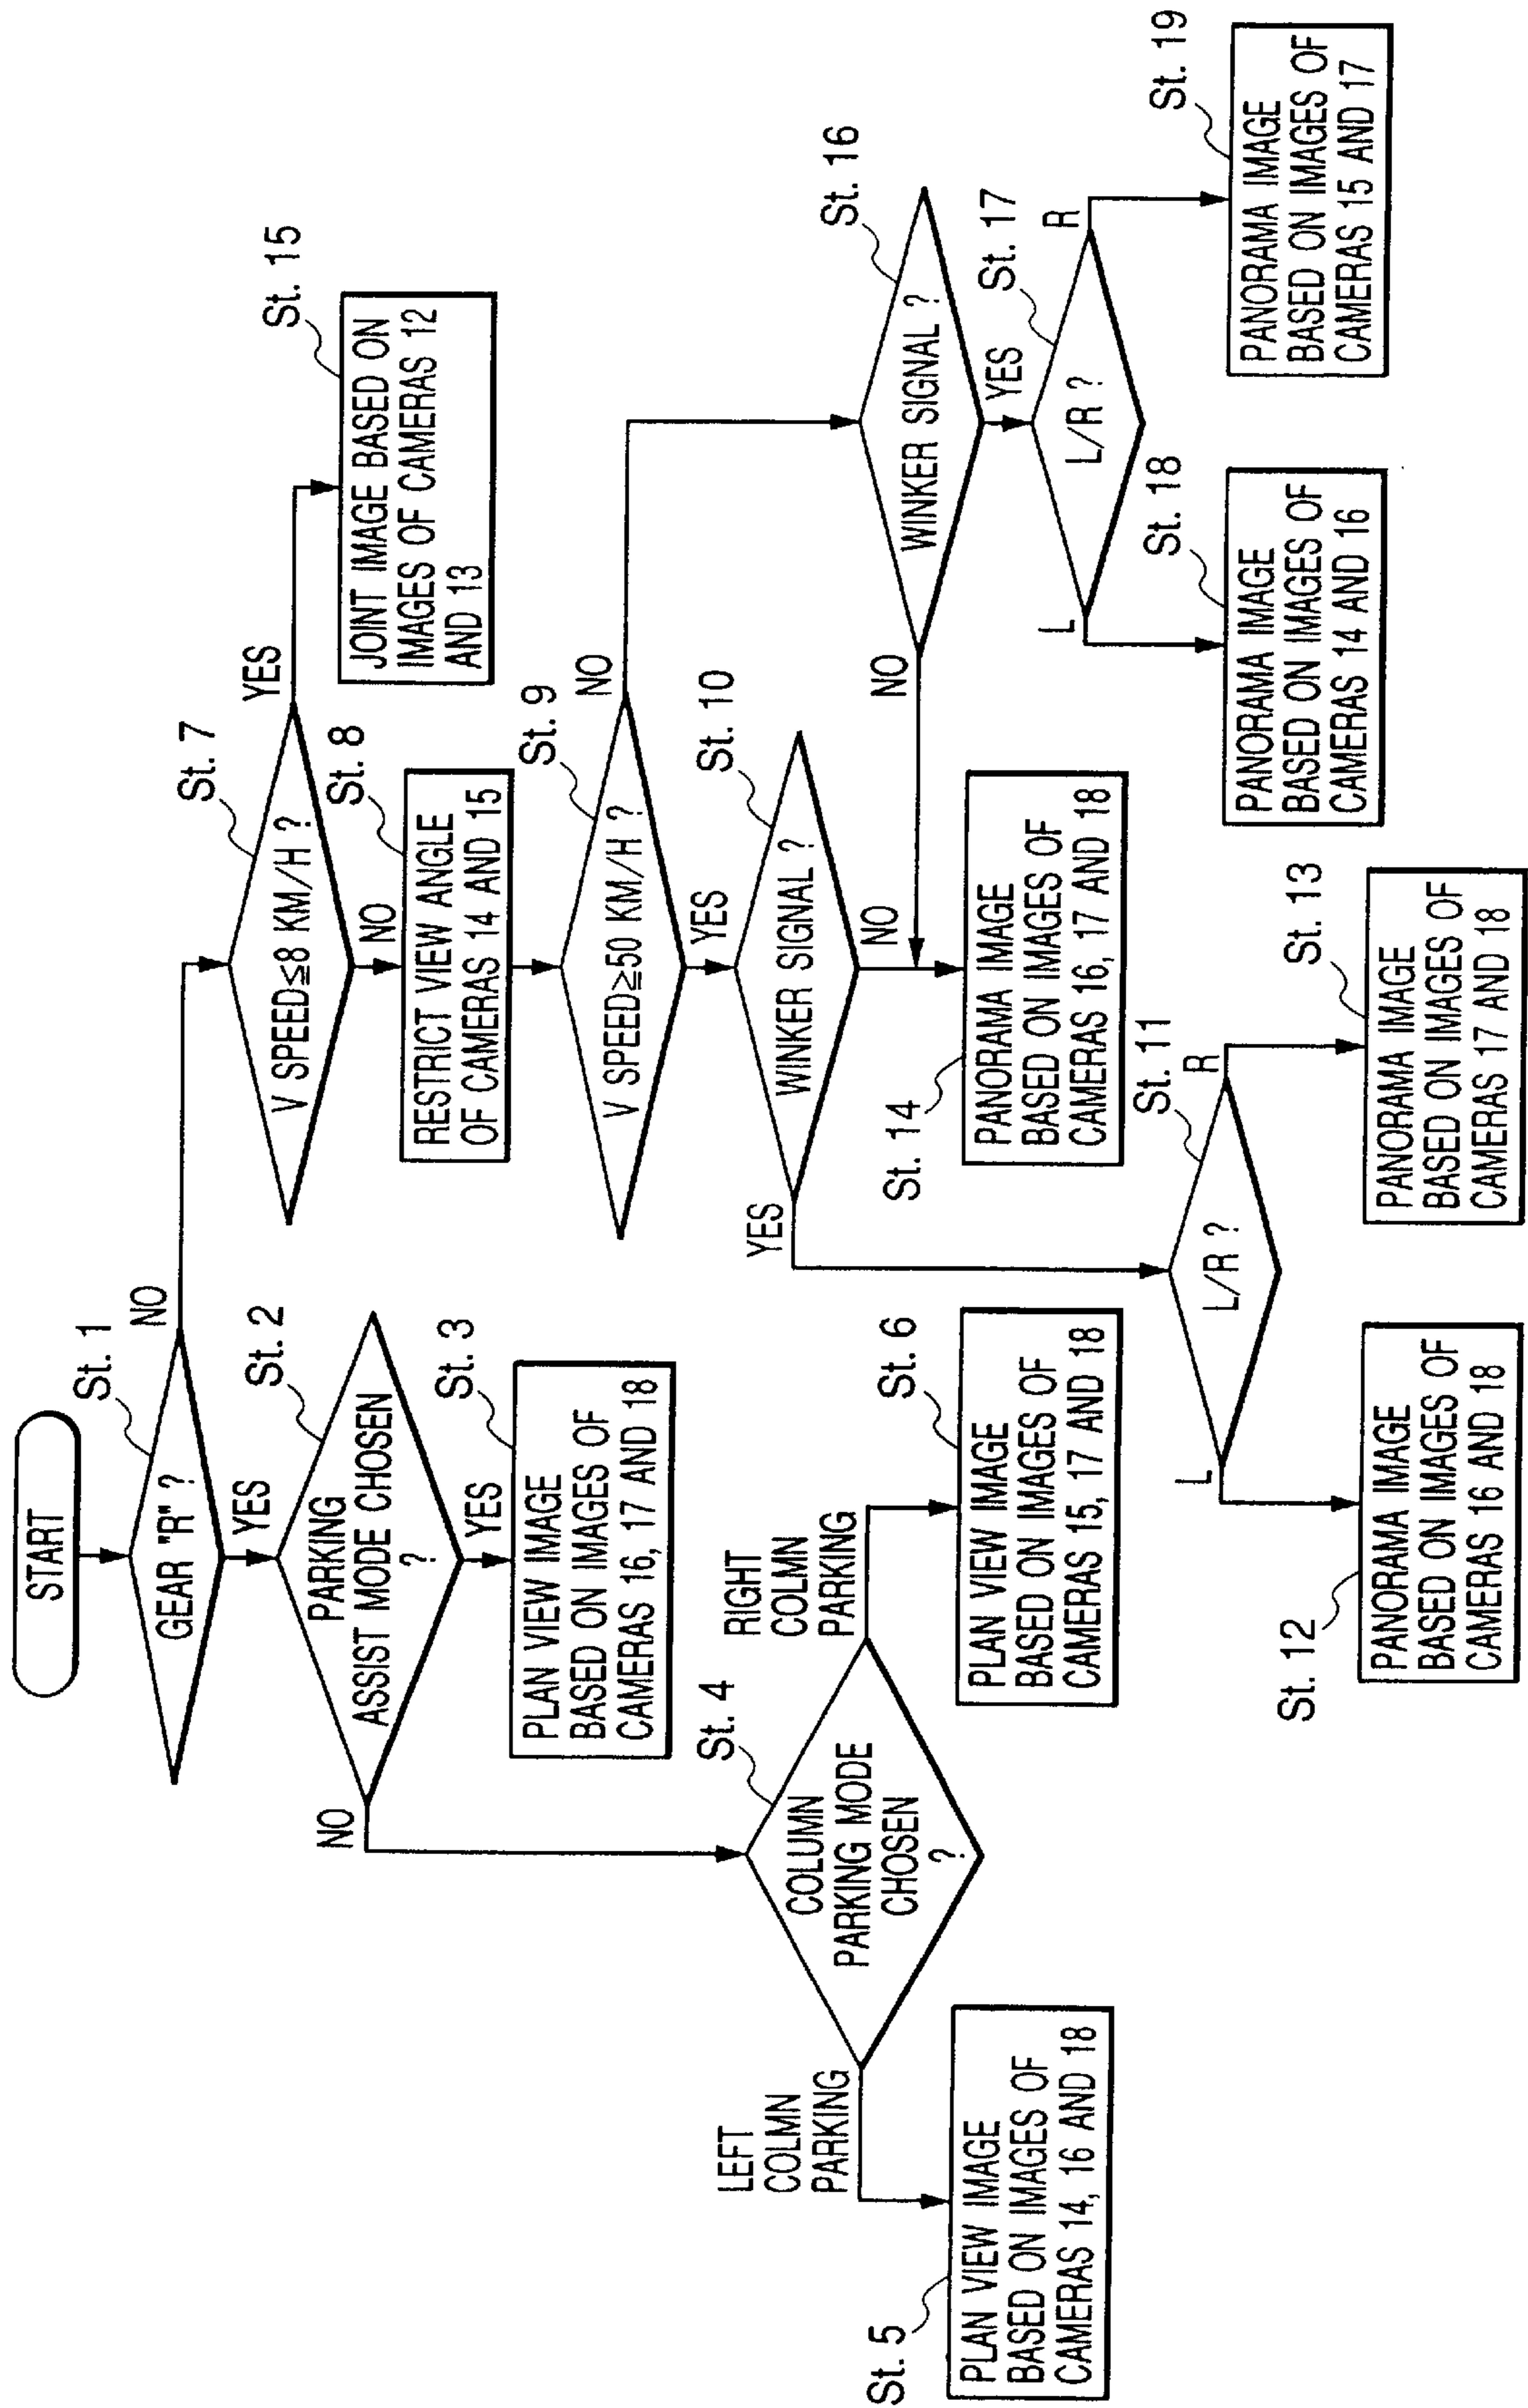 START
St. 1
GEAR "R" ?
NO
YES
St. 2
PARKING
ASSIST MODE CHOSEN
?
NO
YES
St. 3
PLAN VIEW IMAGE
BASED ON IMAGES OF
CAMERAS 16, 17 AND 18
St. 4
COLUMN
PARKING MODE
CHOSEN
?
LEFT
COLMN
PARKING
RIGHT
COLMN
PARKING
St. 5
PLAN VIEW IMAGE
BASED ON IMAGES OF
CAMERAS 14, 16 AND 18
St. 6
PLAN VIEW IMAGE
BASED ON IMAGES OF
CAMERAS 15, 17 AND 18
St. 7
V SPEED≦8 KM/H ?
YES
NO
St. 15
JOINT IMAGE BASED ON
IMAGES OF CAMERAS 12
AND 13
St. 8
RESTRICT VIEW ANGLE
OF CAMERAS 14 AND 15
St. 9
V SPEED≧50 KM/H ?
NO
YES
St. 10
WINKER SIGNAL ?
YES
NO
St. 14
PANORAMA IMAGE
BASED ON IMAGES OF
CAMERAS 16, 17 AND 18
St. 11
L/R ?
L
R
St. 12
PANORAMA IMAGE
BASED ON IMAGES OF
CAMERAS 16 AND 18
St. 13
PANORAMA IMAGE
BASED ON IMAGES OF
CAMERAS 17 AND 18
St. 16
WINKER SIGNAL ?
NO
YES
St. 17
L/R ?
L
R
St. 18
PANORAMA IMAGE
BASED ON IMAGES OF
CAMERAS 14 AND 16
St. 19
PANORAMA IMAGE
BASED ON IMAGES OF
CAMERAS 15 AND 17